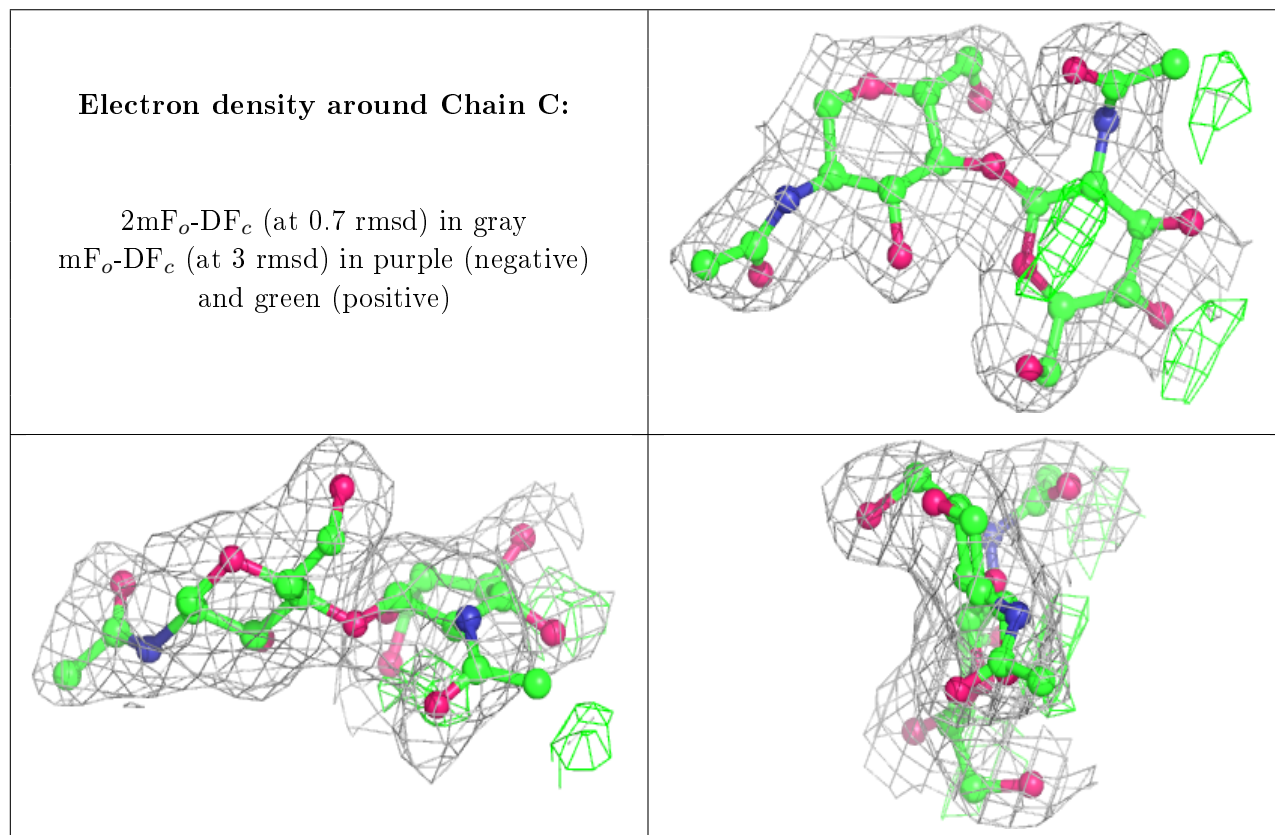 Electron density around Chain C:
2mFₒ-DF𝑐 (at 0.7 rmsd) in gray
mFₒ-DF𝑐 (at 3 rmsd) in purple (negative)
and green (positive)